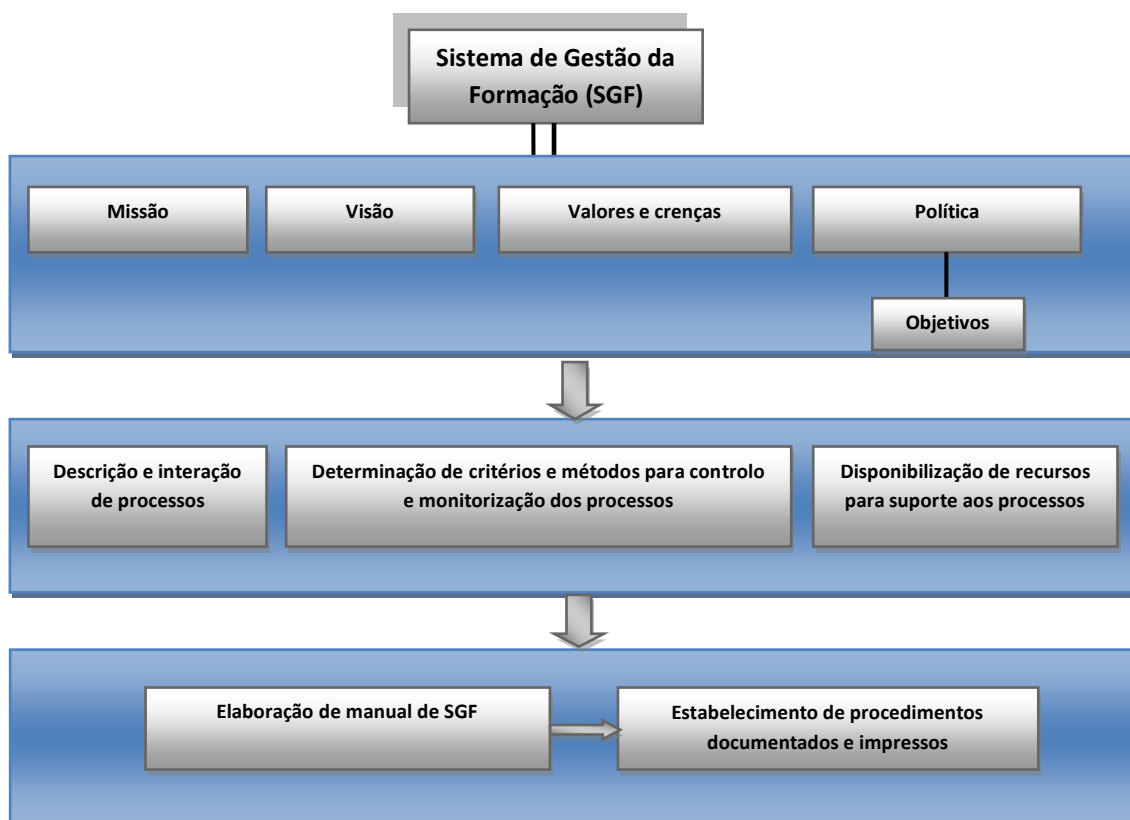 Sistema de Gestão da
Formação (SGF)
Missão
Visão
Valores e crenças
Política
Objetivos
Descrição e interação
de processos
Determinação de critérios e métodos para controlo
e monitorização dos processos
Disponibilização de recursos
para suporte aos processos
Elaboração de manual de SGF
Estabelecimento de procedimentos
documentados e impressos